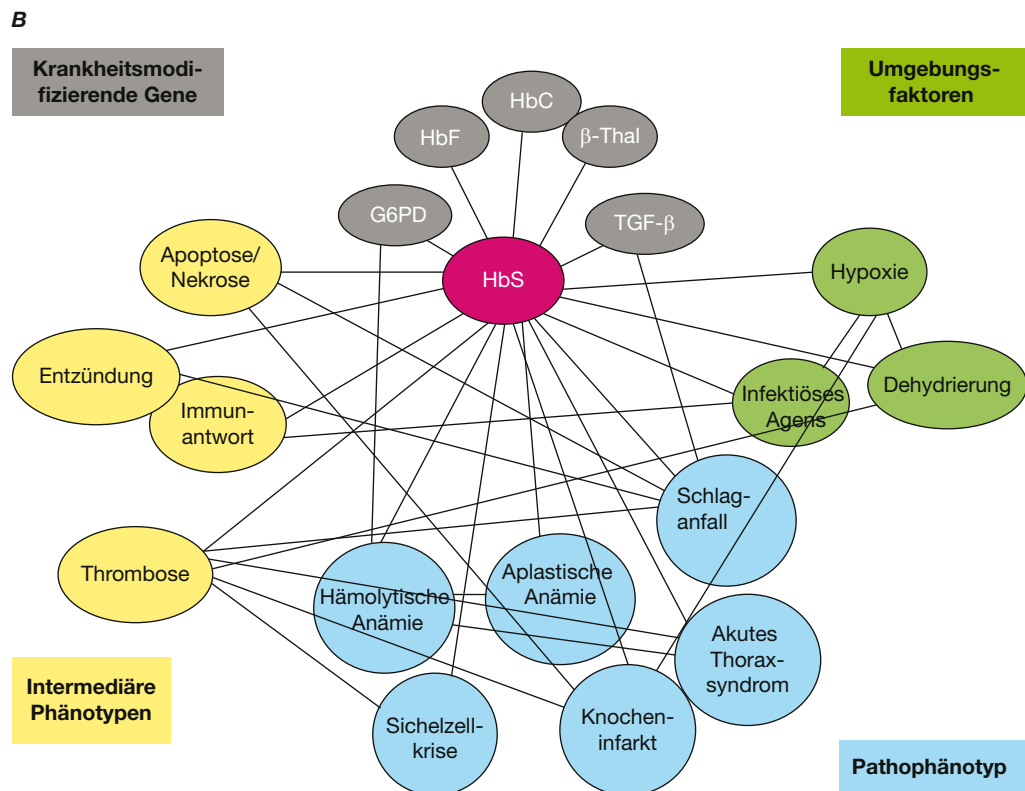 B
Krankheitsmodi-
fizierende Gene
Umgebungs-
faktoren
HbC
HbF
β-Thal
G6PD
TGF-β
Apoptose/
Nekrose
HbS
Hypoxie
Entzündung
Immun-
antwort
Infektiöses
Agens
Dehydrierung
Schlag-
anfall
Thrombose
Hämolytische
Anämie
Aplastische
Anämie
Akutes
Thorax-
syndrom
Intermediäre
Phänotypen
Sichelzell-
krise
Knochen-
infarkt
Pathophänotyp